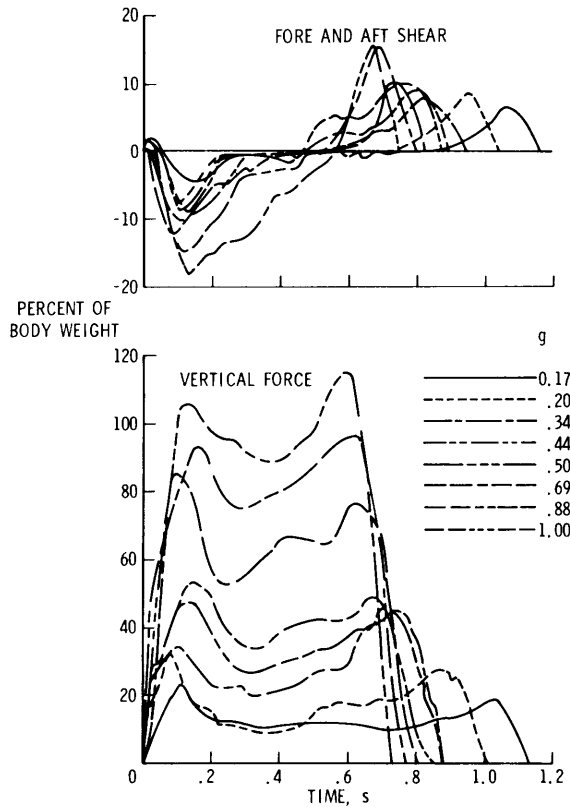 20
FORE AND AFT SHEAR
10
0
-10
-20
PERCENT OF
BODY WEIGHT
g
120
VERTICAL FORCE
0.17
.20
100
.34
.44
80
.50
.69
.88
60
1.00
40
20
0 .2 .4 .6 .8 1.0 1.2
TIME, s